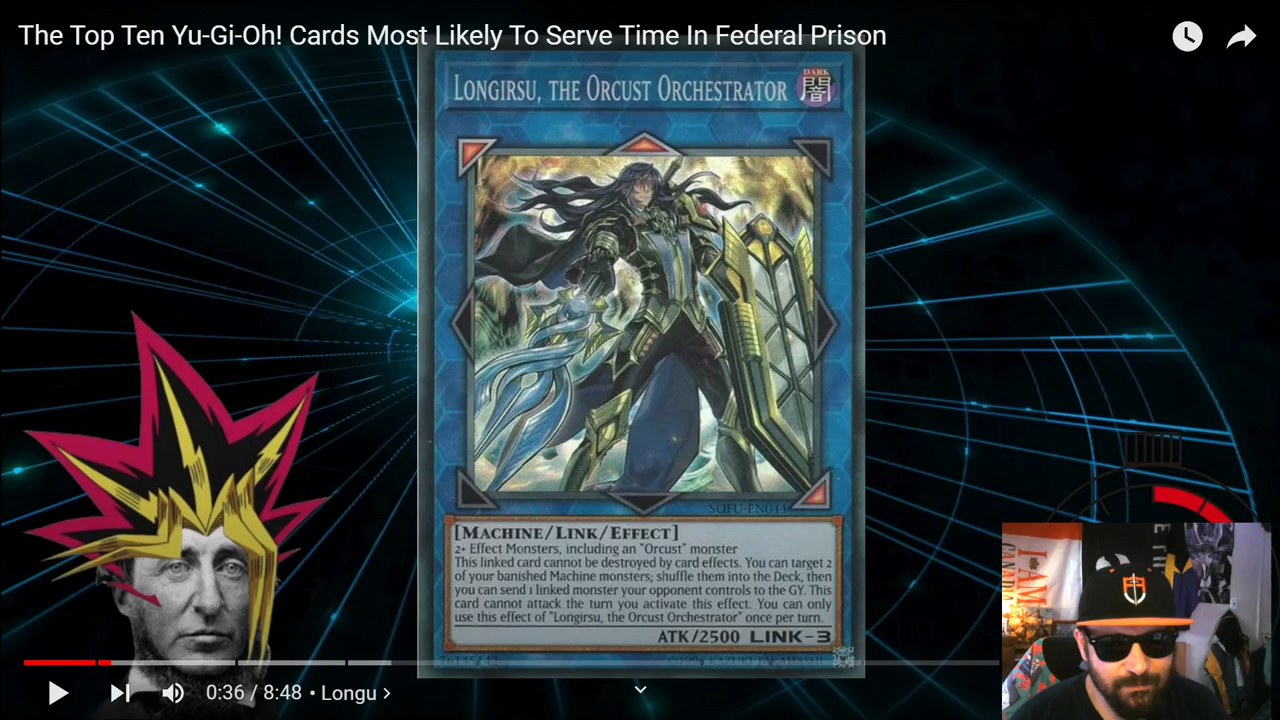 The Top Ten Yu-Gi-Oh! Cards Most Likely To Serve Time In Federal Prison
LONGIRSU, THE ORCUST ORCHESTRATOR
DARK
闇
SOFU-EN044
[MACHINE/LINK/EFFECT]
2+ Effect Monsters, including an "Orcust" monster
This linked card cannot be destroyed by card effects. You can target 2
of your banished Machine monsters; shuffle them into the Deck, then
you can send 1 linked monster your opponent controls to the GY. This
card cannot attack the turn you activate this effect. You can only
use this effect of "Longirsu, the Orcust Orchestrator" once per turn.
ATK/2500 LINK-3
I AM
CANADIAN
0:36 / 8:48 • Longu